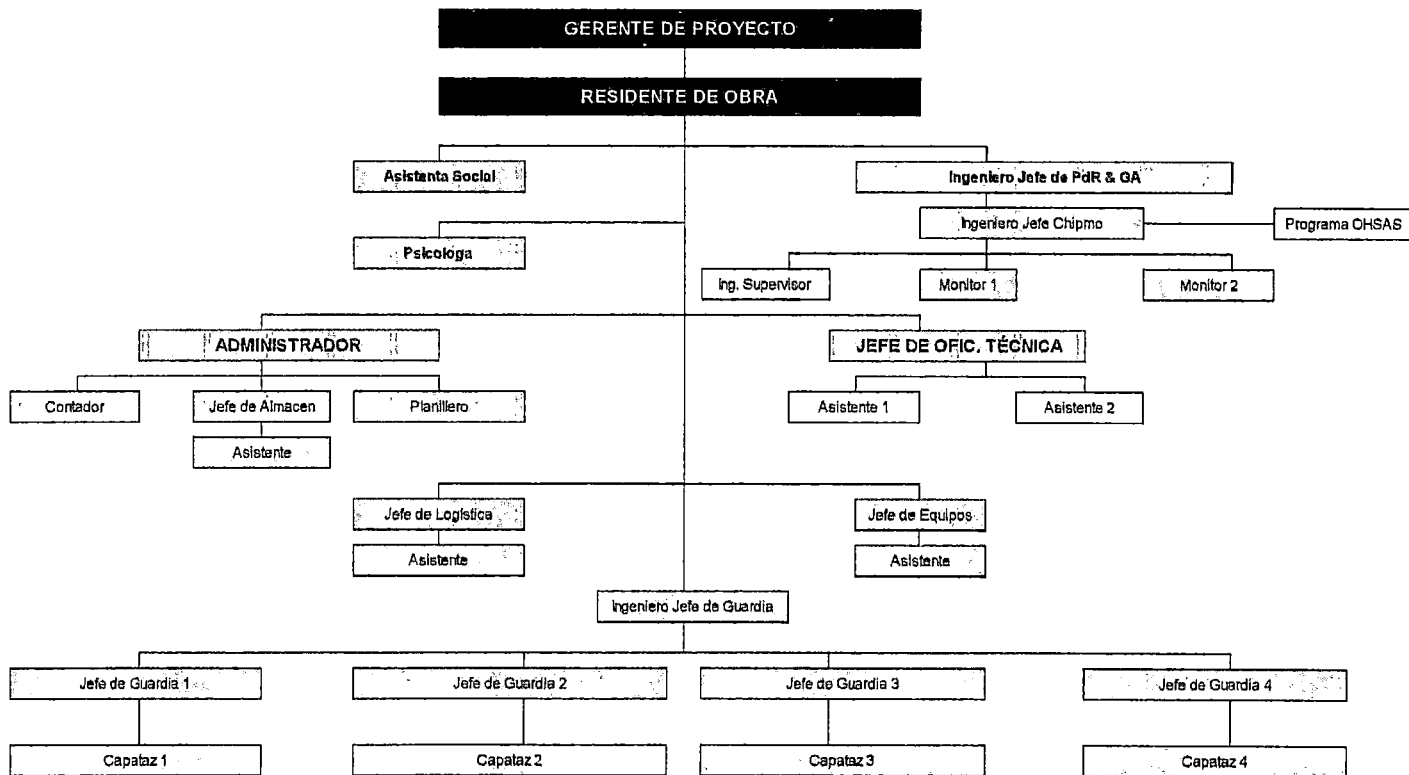 GERENTE DE PROYECTO
RESIDENTE DE OBRA
Asistenta Social
Ingeniero Jefe de PdR & GA
Ingeniero Jefe Chipmo
Programa OHSAS
Psicologa
Ing. Supervisor
Monitor 1
Monitor 2
ADMINISTRADOR
JEFE DE OFIC. TÉCNICA
Contador
Jefe de Almacen
Planillero
Asistente 1
Asistente 2
Asistente
Jefe de Logística
Jefe de Equipos
Asistente
Asistente
Ingeniero Jefe de Guardia
Jefe de Guardia 1
Jefe de Guardia 2
Jefe de Guardia 3
Jefe de Guardia 4
Capataz 1
Capataz 2
Capataz 3
Capataz 4